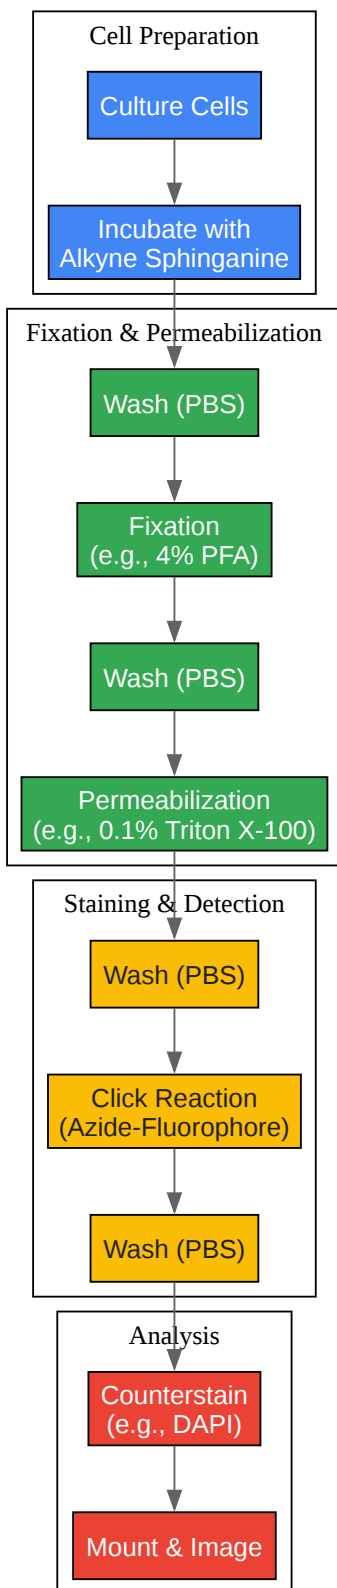 Cell Preparation
Culture Cells
Incubate with
Alkyne Sphinganine
Fixation & Permeabilization
Wash (PBS)
Fixation
(e.g., 4% PFA)
Wash (PBS)
Permeabilization
(e.g., 0.1% Triton X-100)
Staining & Detection
Wash (PBS)
Click Reaction
(Azide-Fluorophore)
Wash (PBS)
Analysis
Counterstain
(e.g., DAPI)
Mount & Image